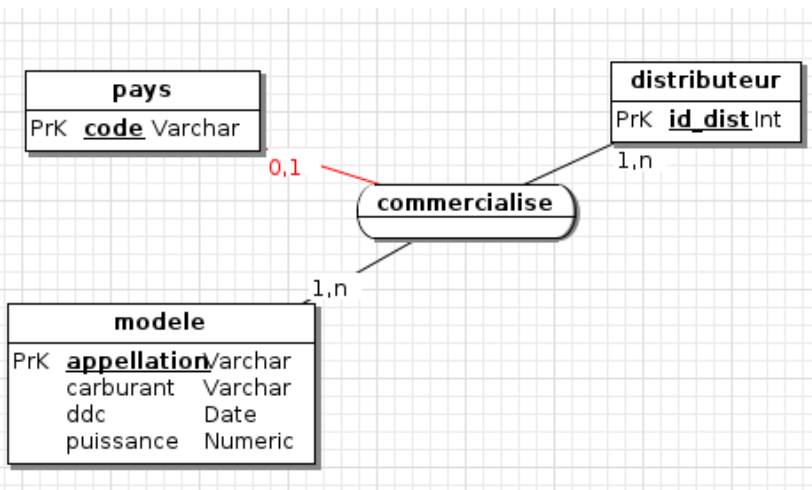 pays
PrK code Varchar
0,1
distributeur
PrK id_dist Int
1,n
commercialise
1,n
modele
PrK appellation Varchar
carburant Varchar
ddc Date
puissance Numeric